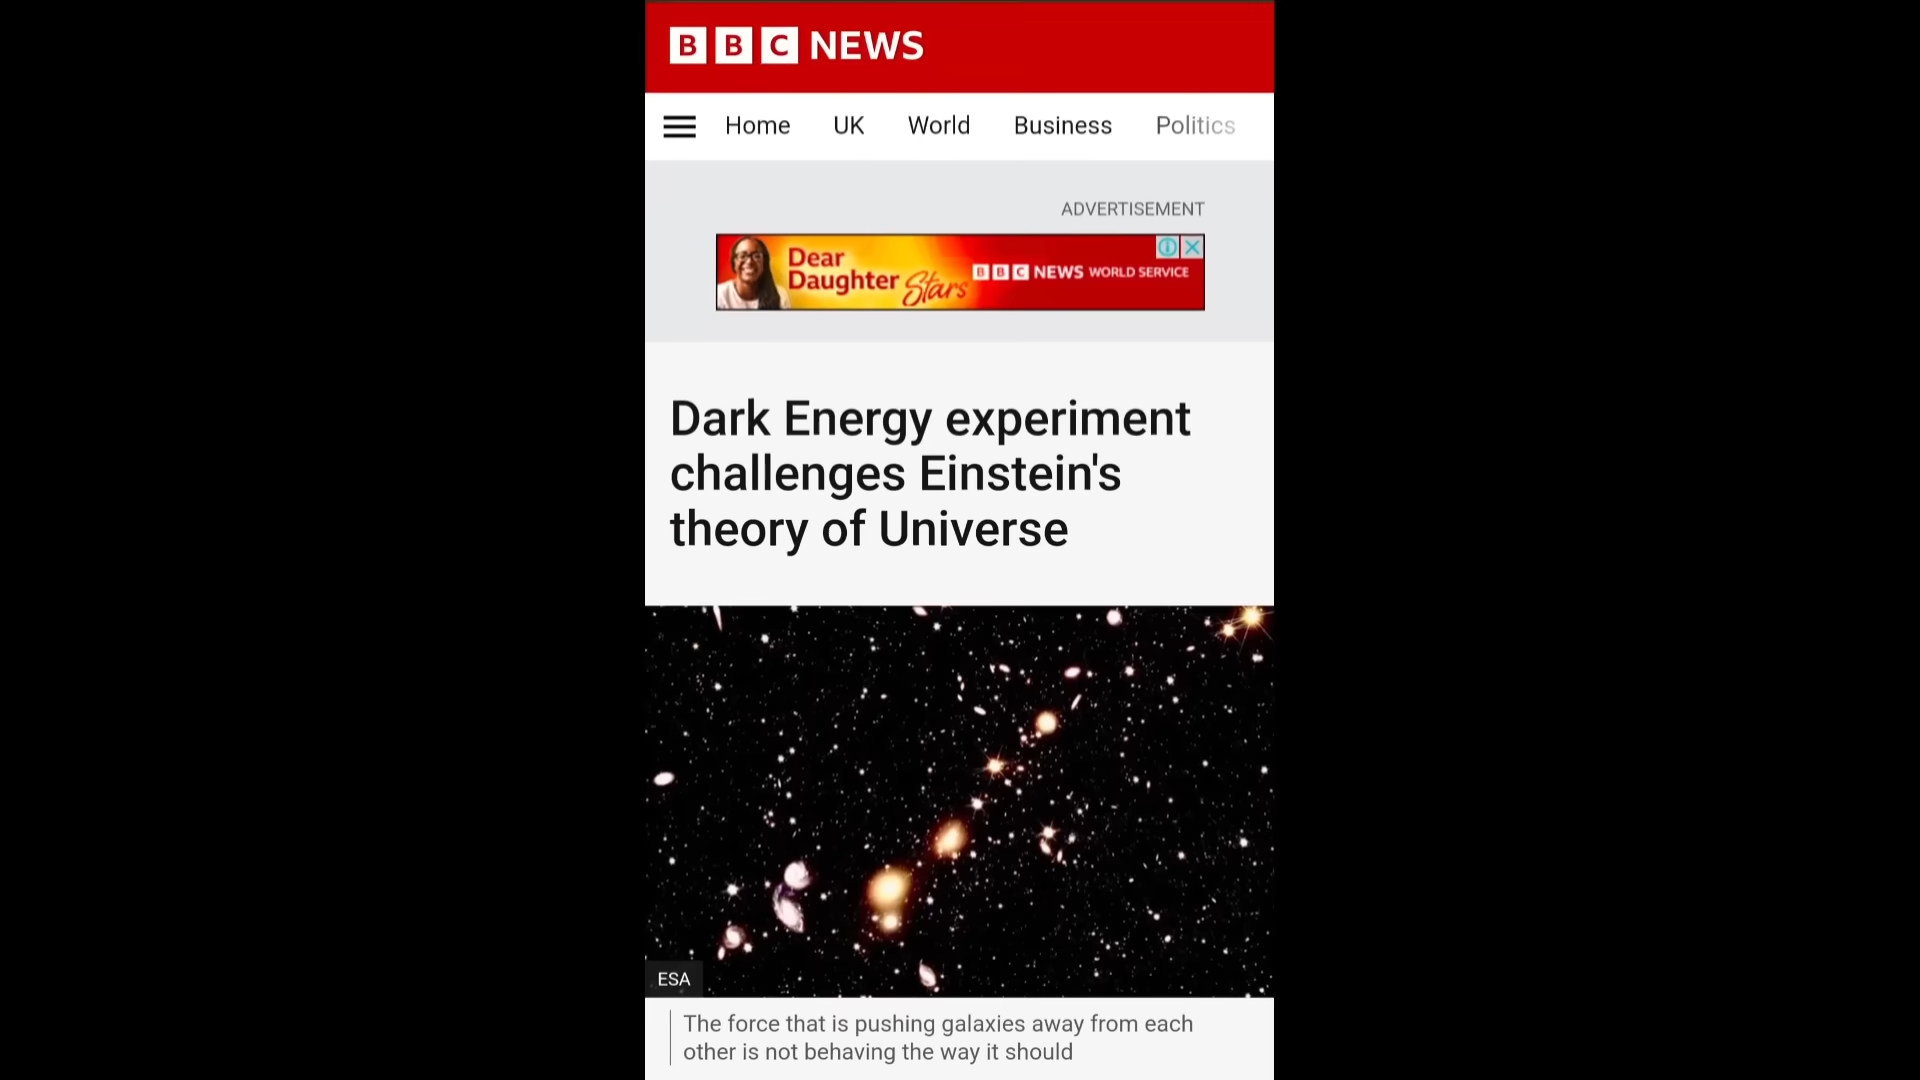 BBC NEWS
Home UK World Business Politics
ADVERTISEMENT
Dear
Daughter Stars
BBC NEWS WORLD SERVICE
Dark Energy experiment
challenges Einstein's
theory of Universe
ESA
The force that is pushing galaxies away from each
other is not behaving the way it should